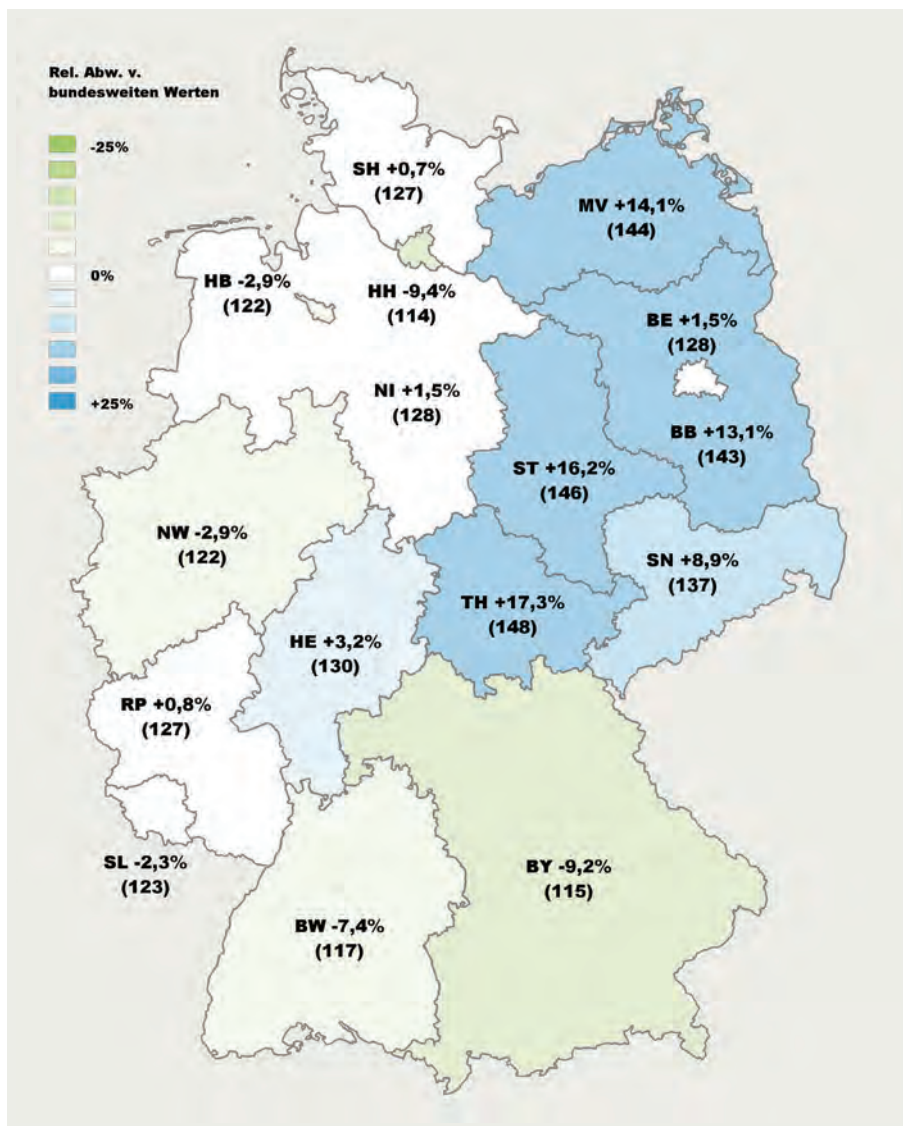 Rel. Abw. v.
bundesweiten Werten
-25%
0%
+25%
SH +0,7%
(127)
MV +14,1%
(144)
HB -2,9%
(122)
HH -9,4%
(114)
BE +1,5%
(128)
NI +1,5%
(128)
BB +13,1%
(143)
ST +16,2%
(146)
NW -2,9%
(122)
SN +8,9%
(137)
TH +17,3%
(148)
HE +3,2%
(130)
RP +0,8%
(127)
SL -2,3%
(123)
BY -9,2%
(115)
BW -7,4%
(117)